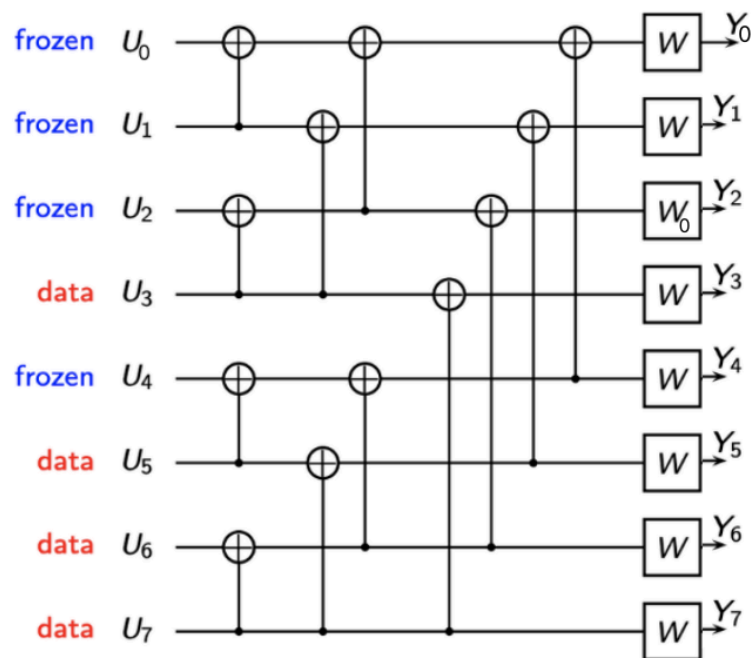 frozen U₀ W Y₀
frozen U₁ W Y₁
frozen U₂ W₀ Y₂
data U₃ W Y₃
frozen U₄ W Y₄
data U₅ W Y₅
data U₆ W Y₆
data U₇ W Y₇